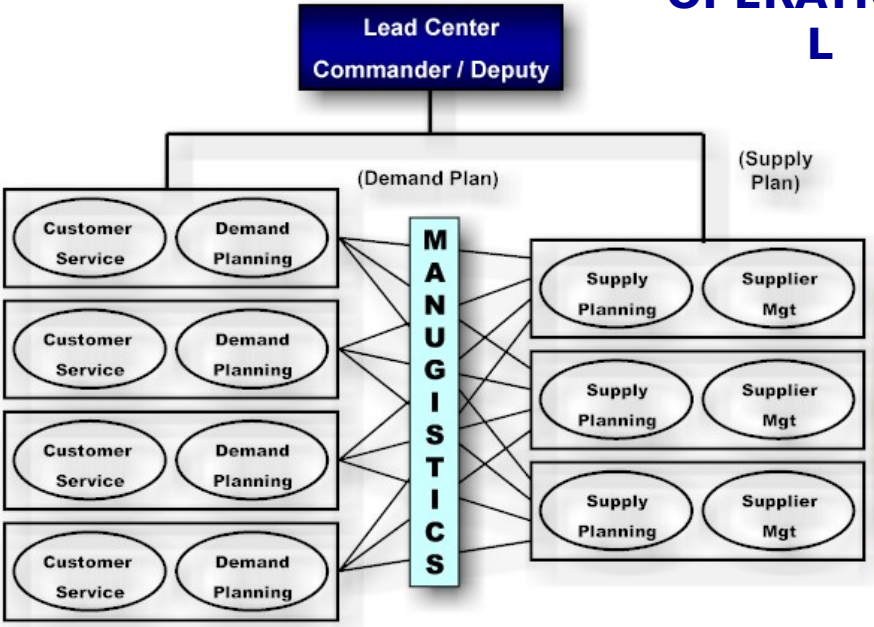 L
Lead Center
Commander / Deputy
(Demand Plan)
(Supply
Plan)
Customer
Service
Demand
Planning
Customer
Service
Demand
Planning
Customer
Service
Demand
Planning
Customer
Service
Demand
Planning
MANUGISTICS
Supply
Planning
Supplier
Mgt
Supply
Planning
Supplier
Mgt
Supply
Planning
Supplier
Mgt